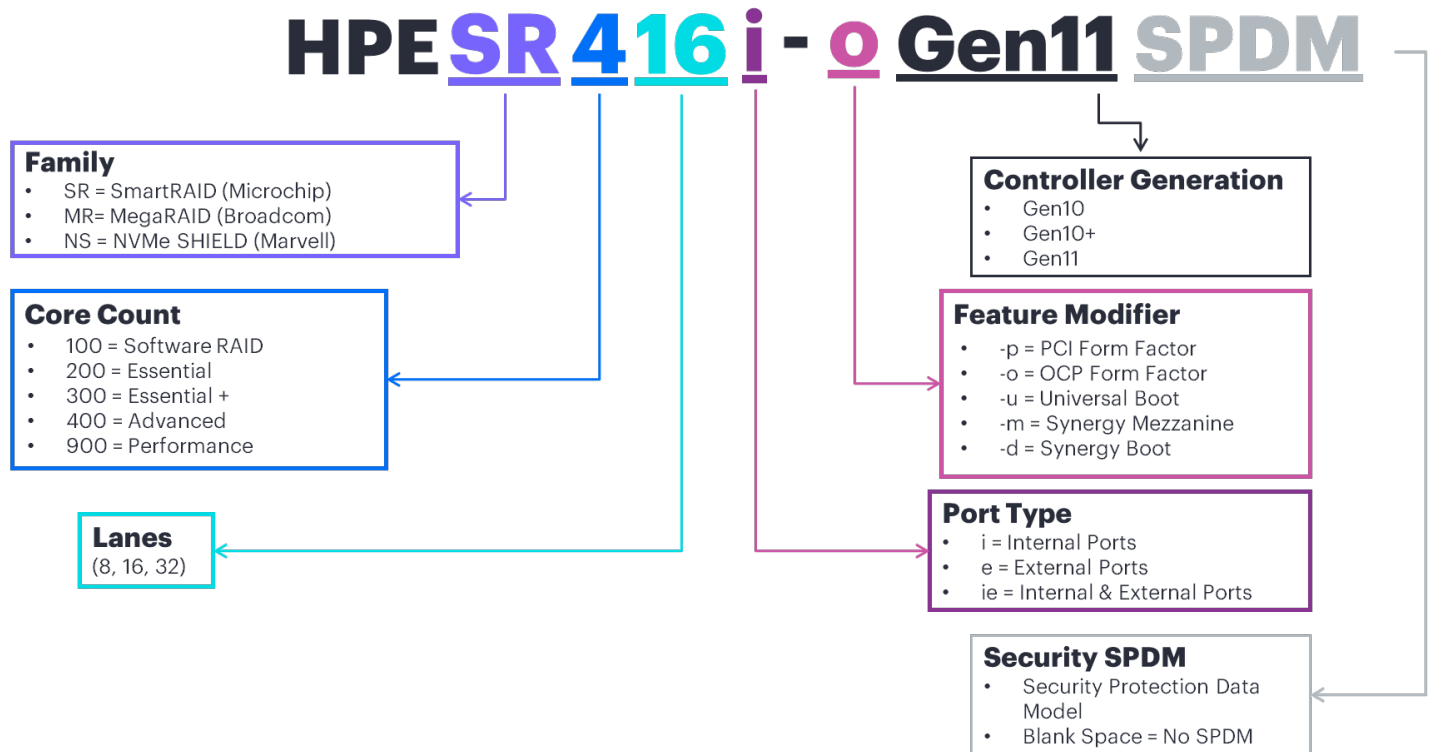 HPE SR 4 16 i - o Gen11 SPDM
Family
• SR = SmartRAID (Microchip)
• MR= MegaRAID (Broadcom)
• NS = NVMe SHIELD (Marvell)
Core Count
• 100 = Software RAID
• 200 = Essential
• 300 = Essential +
• 400 = Advanced
• 900 = Performance
Lanes
(8, 16, 32)
Controller Generation
• Gen10
• Gen10+
• Gen11
Feature Modifier
• -p = PCI Form Factor
• -o = OCP Form Factor
• -u = Universal Boot
• -m = Synergy Mezzanine
• -d = Synergy Boot
Port Type
• i = Internal Ports
• e = External Ports
• ie = Internal & External Ports
Security SPDM
• Security Protection Data
Model
• Blank Space = No SPDM